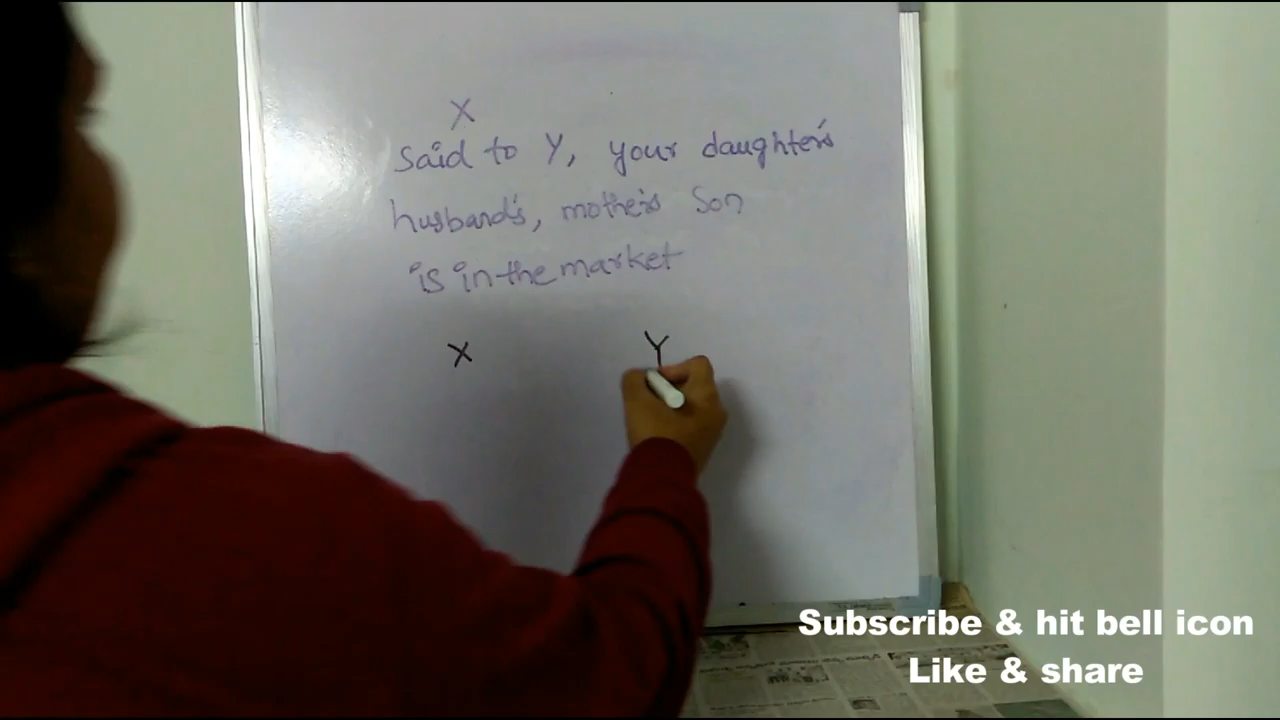 X
Said to Y, your daughter's
husband's, mother's Son
is in the market
X Y
Subscribe & hit bell icon
Like & share